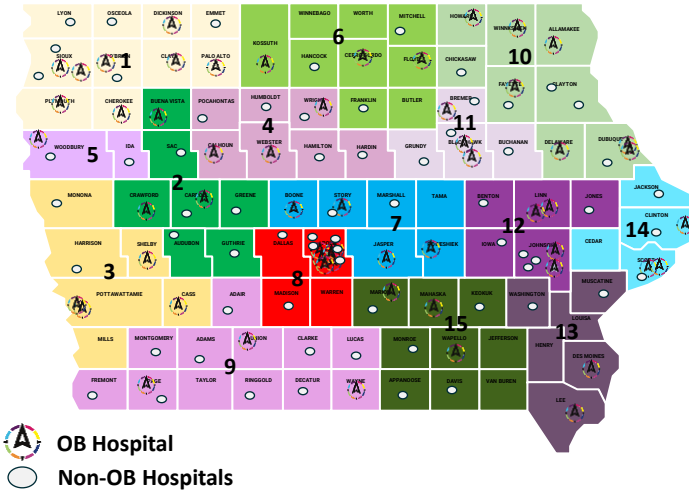 LYON OSCEOLA DICKINSON EMMET WINNEBAGO WORTH MITCHELL HOWARD WINNESHIEK ALLAMAKEE
SIOUX O'BRIEN CLAY PALO ALTO KOSSUTH HANCOCK CERRO GORDO FLOYD CHICKASAW
1 6 10
PLYMOUTH CHEROKEE BUENA VISTA POCAHONTAS HUMBOLDT WRIGHT FRANKLIN BUTLER BREMER FAYETTE CLAYTON
4 11
WOODBURY IDA SAC CALHOUN WEBSTER HAMILTON HARDIN GRUNDY BLACK HAWK BUCHANAN DELAWARE DUBUQUE
5
MONONA CRAWFORD CARROLL GREENE BOONE STORY MARSHALL TAMA BENTON LINN JONES JACKSON
2 7 12 14
CLINTON
HARRISON SHELBY AUDUBON GUTHRIE DALLAS JASPER POWESHIEK IOWA JOHNSON CEDAR SCOTT
3 8
MUSCATINE
POTTAWATTAMIE CASS ADAIR MADISON WARREN MARION MAHASKA KEOKUK WASHINGTON
LOUISA
15 13
MILLS MONTGOMERY ADAMS UNION CLARKE LUCAS MONROE WAPELLO JEFFERSON HENRY DES MOINES
9
FREMONT PAGE TAYLOR RINGGOLD DECATUR WAYNE APPANOOSE DAVIS VAN BUREN LEE
OB Hospital
Non-OB Hospitals